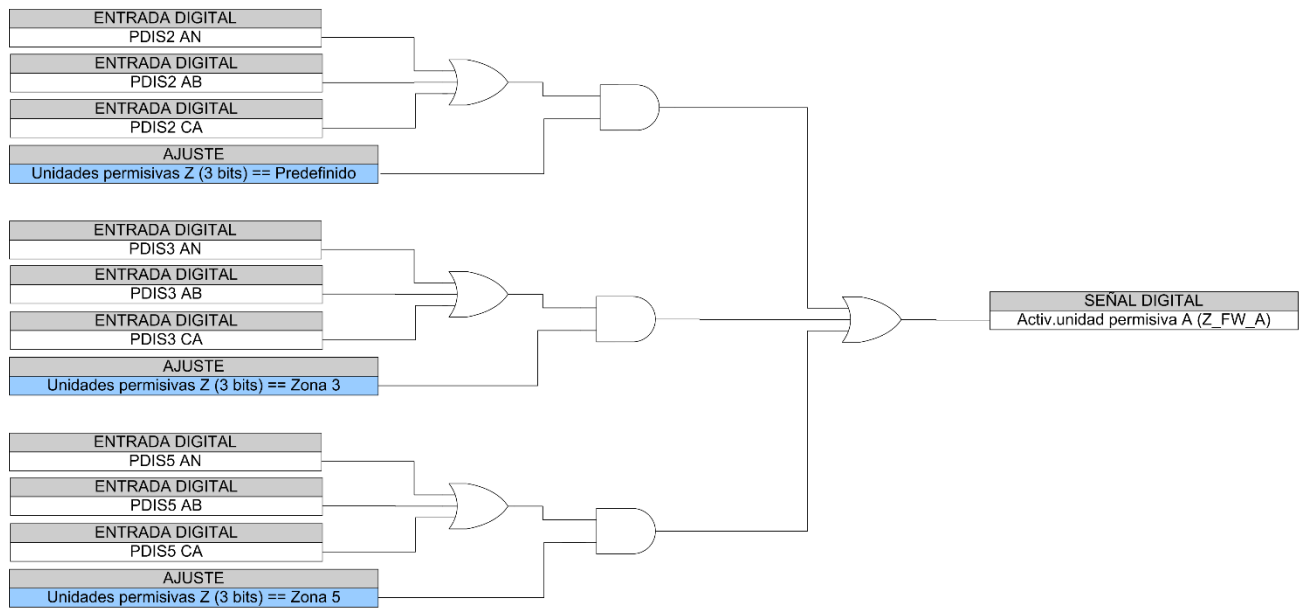 ENTRADA DIGITAL
PDIS2 AN
ENTRADA DIGITAL
PDIS2 AB
ENTRADA DIGITAL
PDIS2 CA
AJUSTE
Unidades permisivas Z (3 bits) == Predefinido
ENTRADA DIGITAL
PDIS3 AN
ENTRADA DIGITAL
PDIS3 AB
ENTRADA DIGITAL
PDIS3 CA
AJUSTE
Unidades permisivas Z (3 bits) == Zona 3
ENTRADA DIGITAL
PDIS5 AN
ENTRADA DIGITAL
PDIS5 AB
ENTRADA DIGITAL
PDIS5 CA
AJUSTE
Unidades permisivas Z (3 bits) == Zona 5
SEÑAL DIGITAL
Activ.unidad permisiva A (Z_FW_A)